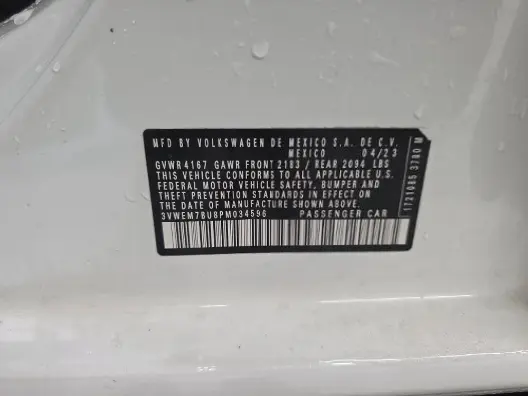 MFD BY VOLKSWAGEN DE MEXICO S.A. DE C.V.
MEXICO 04/23
GVWR 4167 GAWR FRONT 2183 / REAR 2094 LBS
THIS VEHICLE CONFORMS TO ALL APPLICABLE U.S.
FEDERAL MOTOR VEHICLE SAFETY, BUMPER AND
THEFT PREVENTION STANDARDS IN EFFECT ON
THE DATE OF MANUFACTURE SHOWN ABOVE.
3VWEM7BU8PM034596 PASSENGER CAR
1721085 3780 M